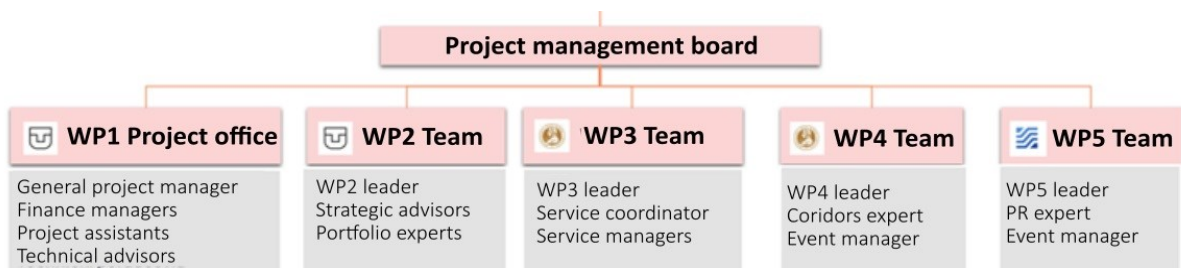 Project management board
WP1 Project office
General project manager
Finance managers
Project assistants
Technical advisors
WP2 Team
WP2 leader
Strategic advisors
Portfolio experts
WP3 Team
WP3 leader
Service coordinator
Service managers
WP4 Team
WP4 leader
Coridors expert
Event manager
WP5 Team
WP5 leader
PR expert
Event manager